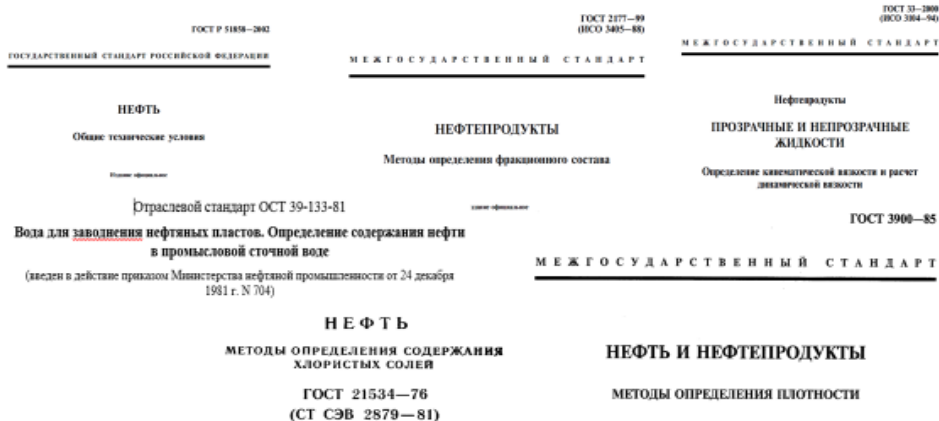 ГОСТ Р 51858—2002
ГОСУДАРСТВЕННЫЙ СТАНДАРТ РОССИЙСКОЙ ФЕДЕРАЦИИ
НЕФТЬ
Общие технические условия
Издание официальное
ГОСТ 2177—99
(ИСО 3405—88)
МЕЖГОСУДАРСТВЕННЫЙ СТАНДАРТ
НЕФТЕПРОДУКТЫ
Методы определения фракционного состава
ГОСТ 33—2000
(ИСО 3104—94)
МЕЖГОСУДАРСТВЕННЫЙ СТАНДАРТ
Нефтепродукты
ПРОЗРАЧНЫЕ И НЕПРОЗРАЧНЫЕ
ЖИДКОСТИ
Определение кинематической вязкости и расчет
динамической вязкости
Отраслевой стандарт ОСТ 39-133-81
Вода для заводнения нефтяных пластов. Определение содержания нефти
в промысловой сточной воде
(введен в действие приказом Министерства нефтяной промышленности от 24 декабря
1981 г. N 704)
ГОСТ 3900—85
МЕЖГОСУДАРСТВЕННЫЙ СТАНДАРТ
НЕФТЬ И НЕФТЕПРОДУКТЫ
МЕТОДЫ ОПРЕДЕЛЕНИЯ ПЛОТНОСТИ
НЕФТЬ
МЕТОДЫ ОПРЕДЕЛЕНИЯ СОДЕРЖАНИЯ
ХЛОРИСТЫХ СОЛЕЙ
ГОСТ 21534—76
(СТ СЭВ 2879—81)